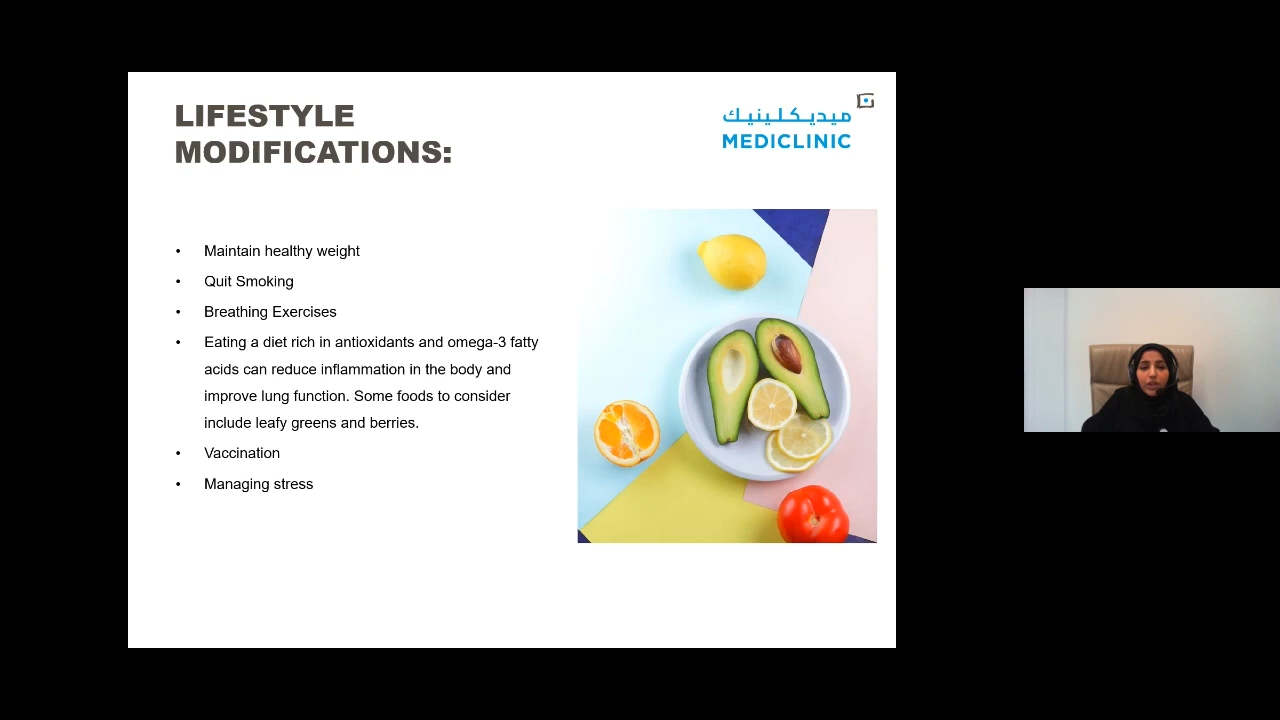 LIFESTYLE
MODIFICATIONS:
ميديكلينيك
MEDICLINIC
• Maintain healthy weight
• Quit Smoking
• Breathing Exercises
• Eating a diet rich in antioxidants and omega-3 fatty
acids can reduce inflammation in the body and
improve lung function. Some foods to consider
include leafy greens and berries.
• Vaccination
• Managing stress